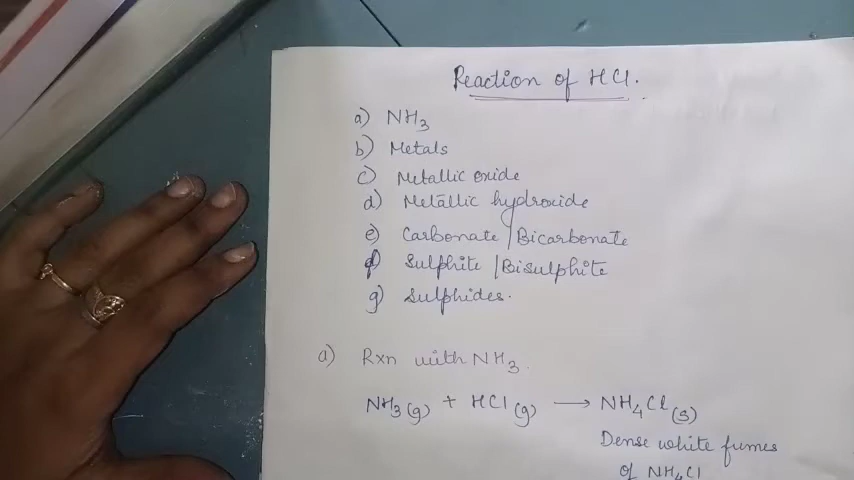 Reaction of HCl.
a) NH₃
b) Metals
c) Metallic oxide
d) Metallic hydroxide
e) Carbonate / Bicarbonate
f) Sulphite / Bisulphite
g) Sulphides.
a) Rxn with NH₃.
NH₃(g) + HCl(g) → NH₄Cl(s)
Dense white fumes
of NH₄Cl